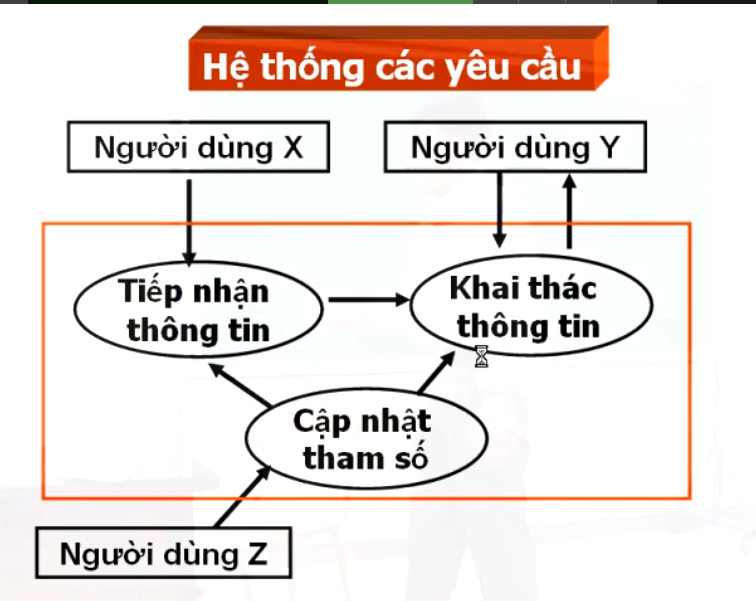 Hệ thống các yêu cầu
Người dùng X
Người dùng Y
Tiếp nhận
thông tin
Khai thác
thông tin
Cập nhật
tham số
Người dùng Z